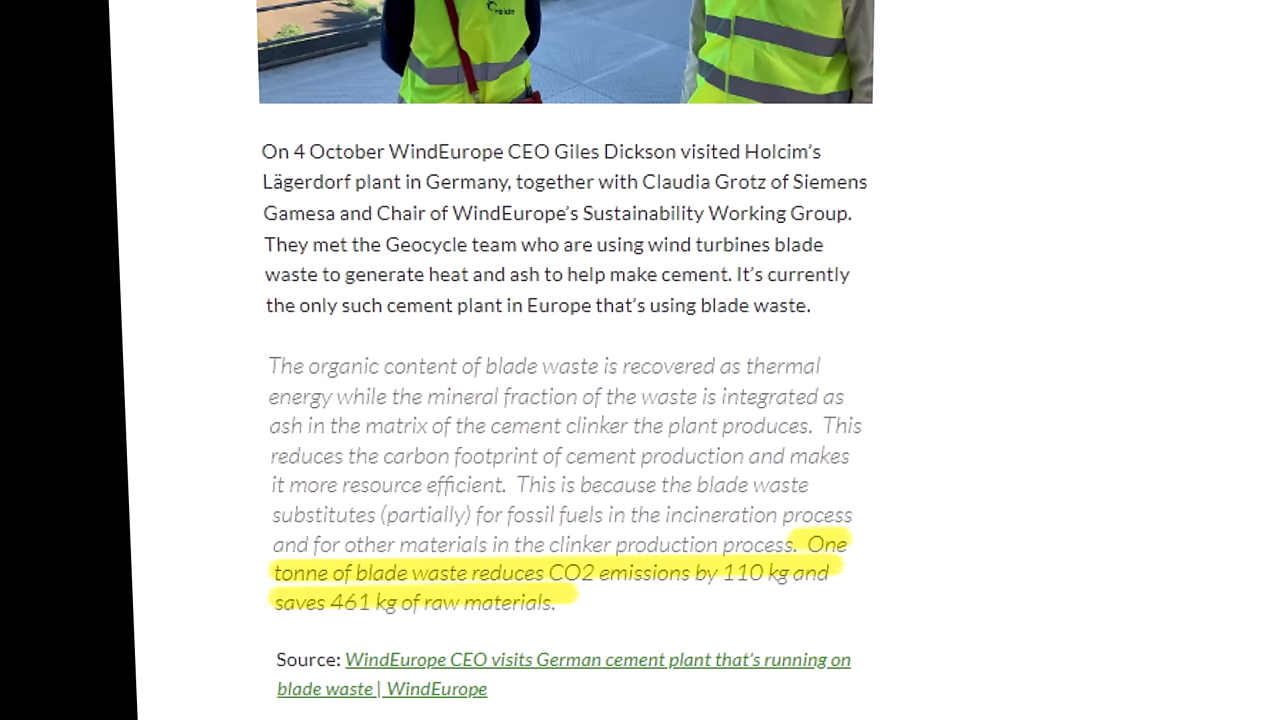 Holcim
On 4 October WindEurope CEO Giles Dickson visited Holcim’s
Lägerdorf plant in Germany, together with Claudia Grotz of Siemens
Gamesa and Chair of WindEurope’s Sustainability Working Group.
They met the Geocycle team who are using wind turbines blade
waste to generate heat and ash to help make cement. It’s currently
the only such cement plant in Europe that’s using blade waste.
The organic content of blade waste is recovered as thermal
energy while the mineral fraction of the waste is integrated as
ash in the matrix of the cement clinker the plant produces.  This
reduces the carbon footprint of cement production and makes
it more resource efficient.  This is because the blade waste
substitutes (partially) for fossil fuels in the incineration process
and for other materials in the clinker production process.  One
tonne of blade waste reduces CO2 emissions by 110 kg and
saves 461 kg of raw materials.
Source: WindEurope CEO visits German cement plant that’s running on
blade waste | WindEurope